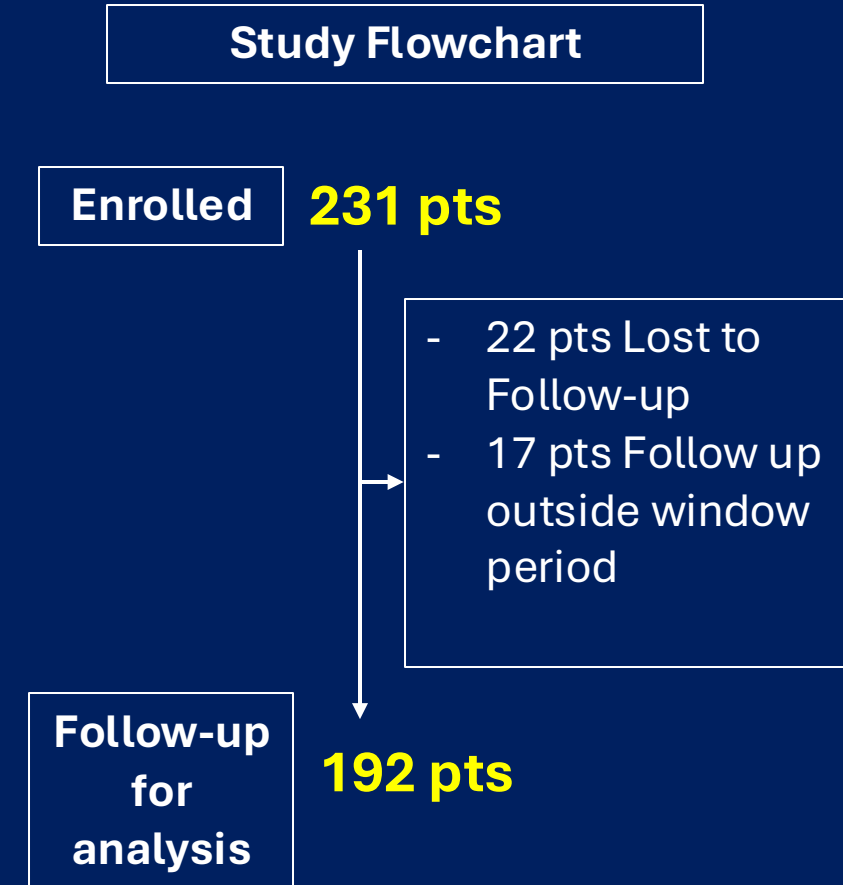 Study Flowchart
Enrolled
231 pts
- 22 pts Lost to
Follow-up
- 17 pts Follow up
outside window
period
Follow-up
for
analysis
192 pts